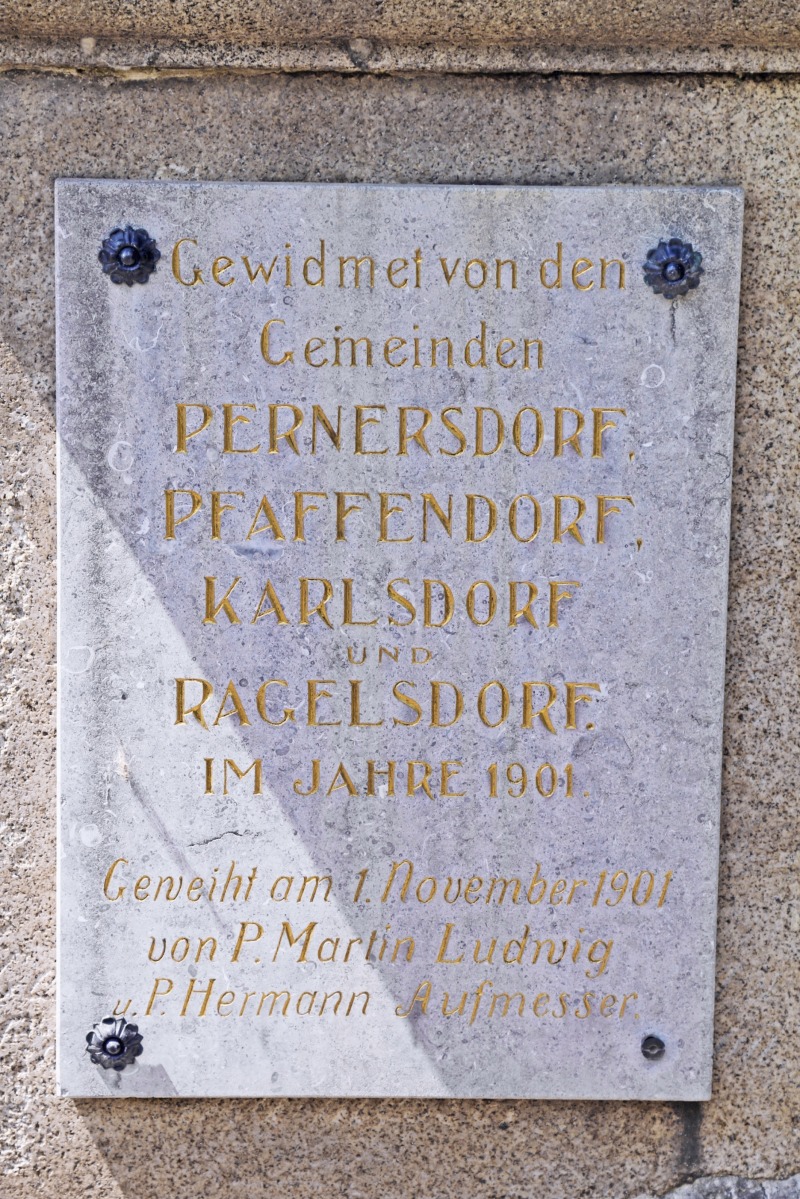 Gewidmet von den
Gemeinden
PERNERSDORF,
PFAFFENDORF,
KARLSDORF
UND
RAGELSDORF.
IM JAHRE 1901.
Geweiht am 1. November 1901
von P. Martin Ludwig
u. P. Hermann Aufmesser.